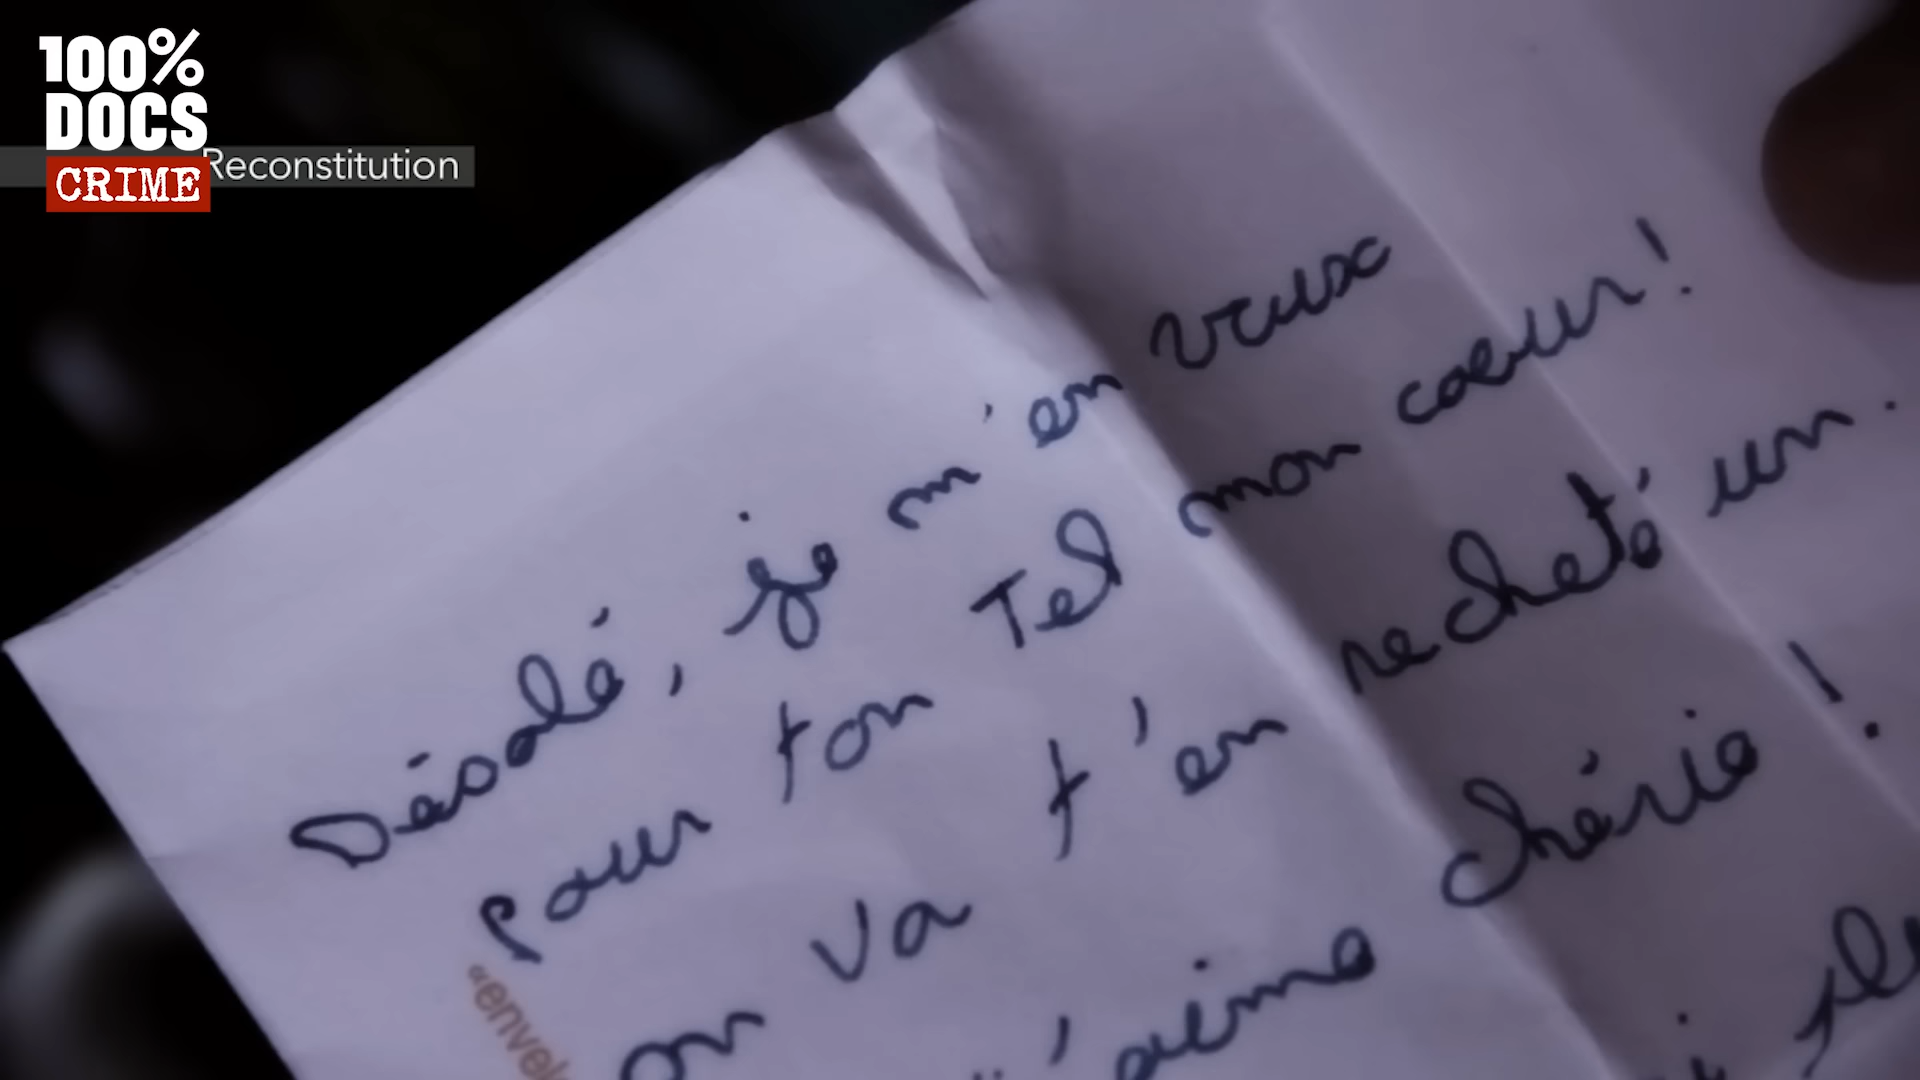 100%
DOCS
CRIME
Reconstitution
Désolé, je m'en veux
pour ton Tel mon coeur!
on va t'en racheté un.
j'aime chérie!
"envel